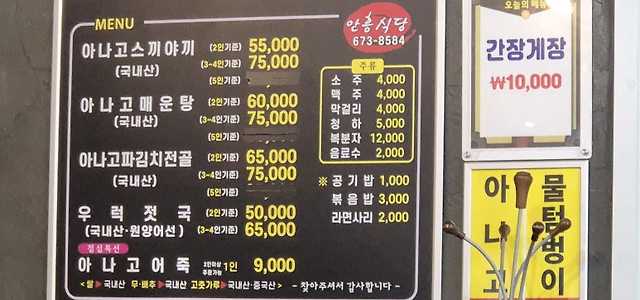 MENU
안흥식당
673-8584
아나고스끼야끼 (2인기준) 55,000
(국내산) (3~4인기준) 75,000
(5인기준)
아나고매운탕 (2인기준) 60,000
(국내산) (3~4인기준) 75,000
(5인기준)
아나고파김치전골 (2인기준) 65,000
(국내산) (3~4인기준) 75,000
(5인기준)
우럭젓국 (2인기준) 50,000
(국내산·원양어선) (3~4인기준) 65,000
점심특선
아나고어죽 2인이상 주문가능 1인 9,000
<쌀▶국내산 무·배추▶국내산 고춧가루▶국내산·중국산>
주류
소주 4,000
맥주 4,000
막걸리 4,000
청하 5,000
복분자 12,000
음료수 2,000
※ 공기밥 1,000
볶음밥 3,000
라면사리 2,000
- 찾아주셔서 감사합니다 -
오늘의 메뉴
간장게장
₩10,000
물텀벙이
아나고